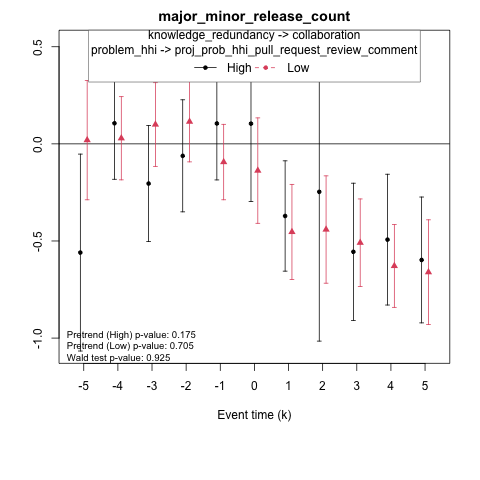 major_minor_release_count
knowledge_redundancy -> collaboration
problem_hhi -> proj_prob_hhi_pull_request_review_comment
High Low
0.5
0.0
-0.5
-1.0
Pretrend (High) p-value: 0.175
Pretrend (Low) p-value: 0.705
Wald test p-value: 0.925
-5 -4 -3 -2 -1 0 1 2 3 4 5
Event time (k)